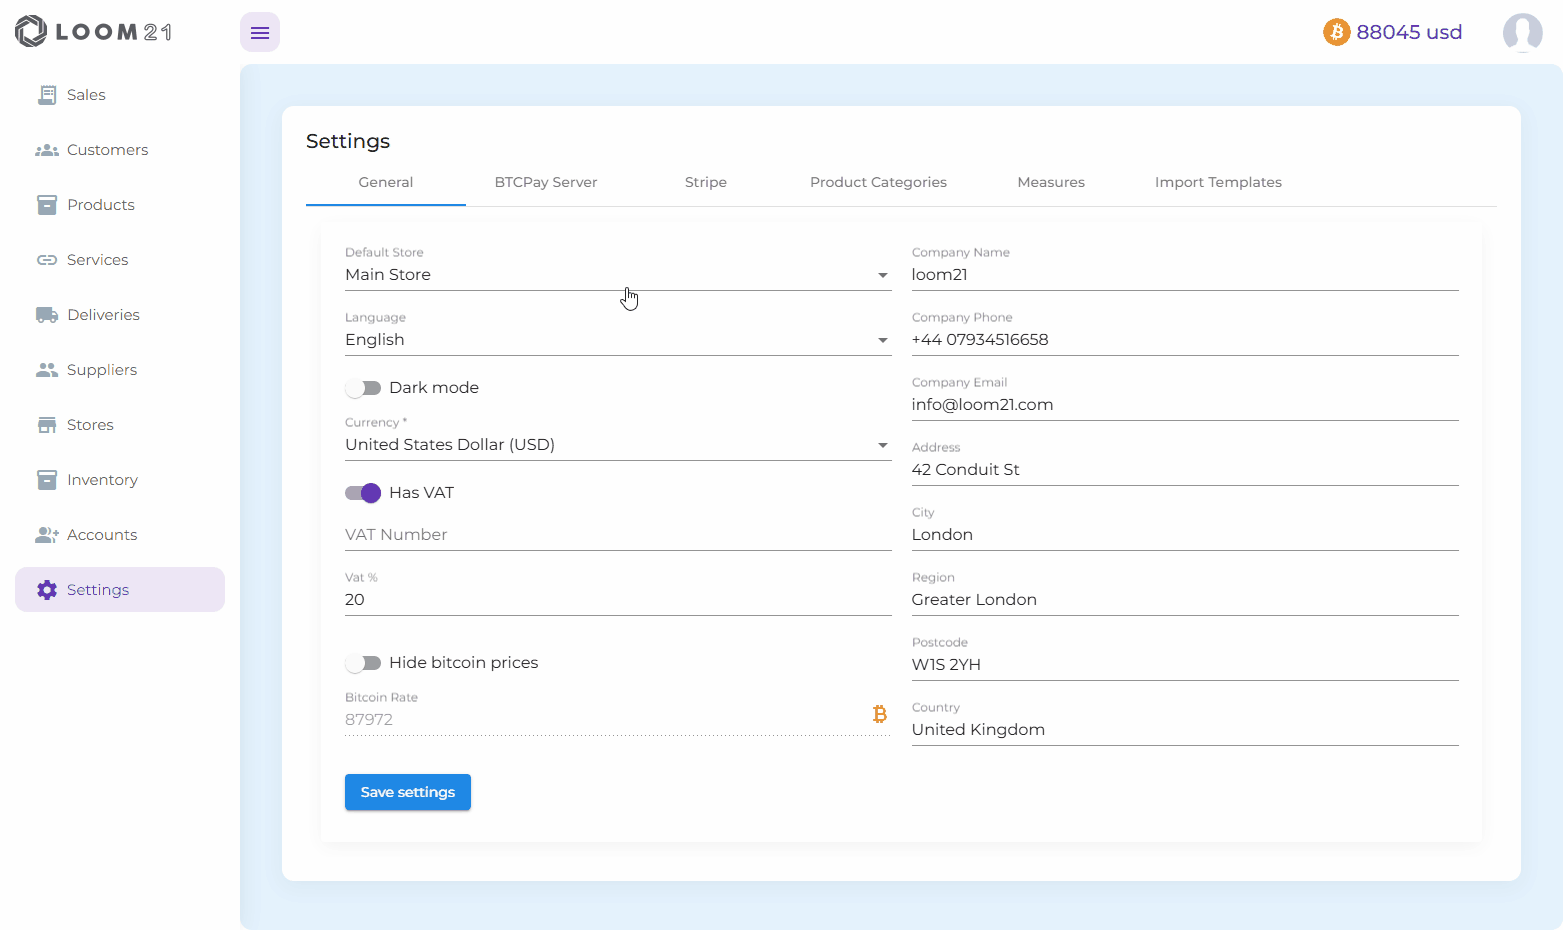 LOOM 21
88045 usd
Sales
Customers
Products
Services
Deliveries
Suppliers
Stores
Inventory
Accounts
Settings
Settings
General BTCPay Server Stripe Product Categories Measures Import Templates
Default Store
Main Store
Language
English
Dark mode
Currency *
United States Dollar (USD)
Has VAT
VAT Number
Vat %
20
Hide bitcoin prices
Bitcoin Rate
87972
Save settings
Company Name
loom21
Company Phone
+44 07934516658
Company Email
info@loom21.com
Address
42 Conduit St
City
London
Region
Greater London
Postcode
W1S 2YH
Country
United Kingdom